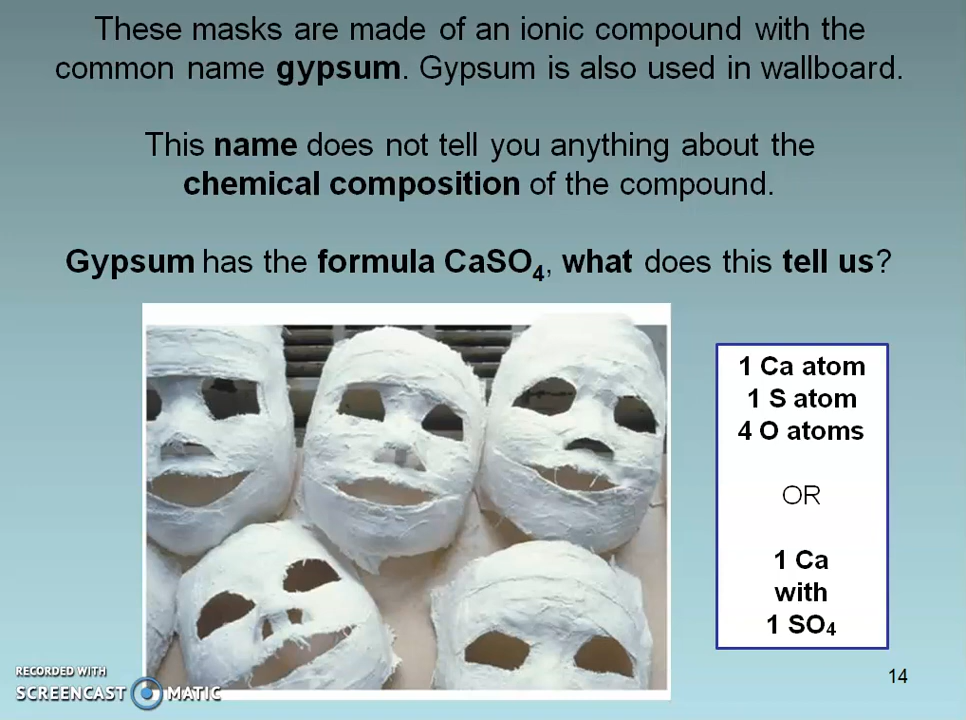 These masks are made of an ionic compound with the
common name gypsum. Gypsum is also used in wallboard.
This name does not tell you anything about the
chemical composition of the compound.
Gypsum has the formula CaSO₄, what does this tell us?
1 Ca atom
1 S atom
4 O atoms
OR
1 Ca
with
1 SO₄
RECORDED WITH
SCREENCAST MATIC
14